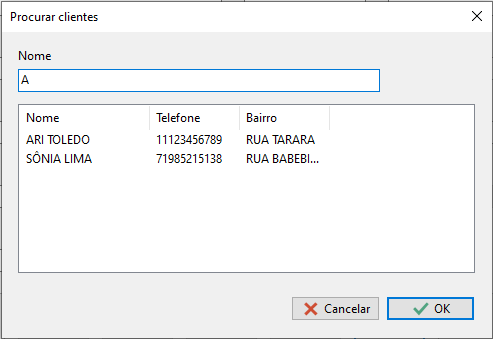 Procurar clientes
Nome
A
Nome Telefone Bairro
ARI TOLEDO 11123456789 RUA TARARA
SÔNIA LIMA 71985215138 RUA BABEBI...
Cancelar OK